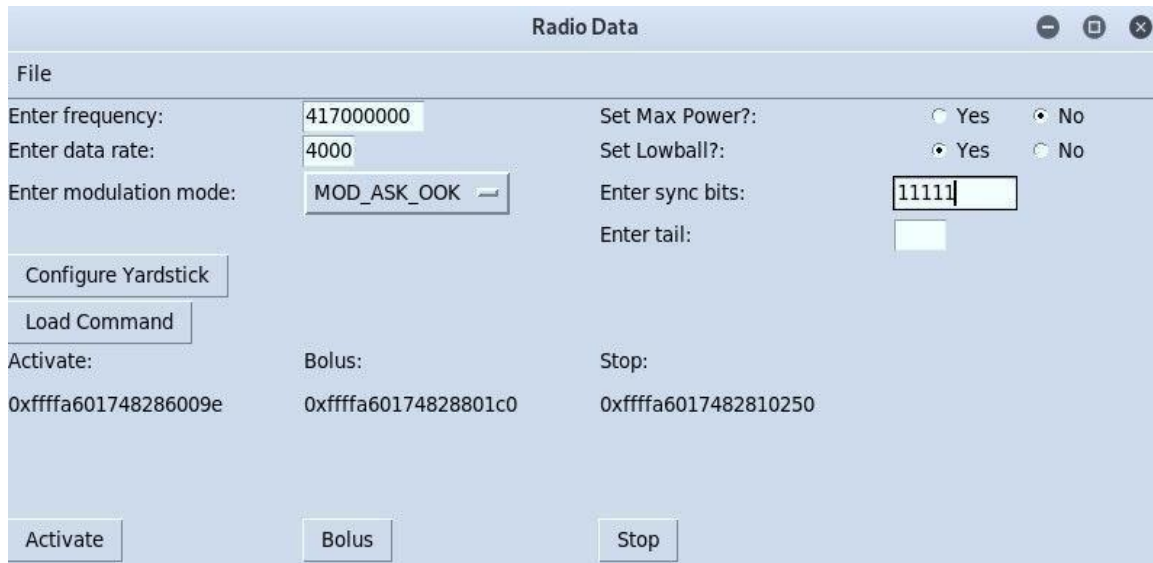 Radio Data
File
Enter frequency: 417000000 Set Max Power?: Yes No
Enter data rate: 4000 Set Lowball?: Yes No
Enter modulation mode: MOD_ASK_OOK Enter sync bits: 11111
Enter tail:
Configure Yardstick
Load Command
Activate: Bolus: Stop:
0xffffa601748286009e 0xffffa60174828801c0 0xffffa6017482810250
Activate Bolus Stop